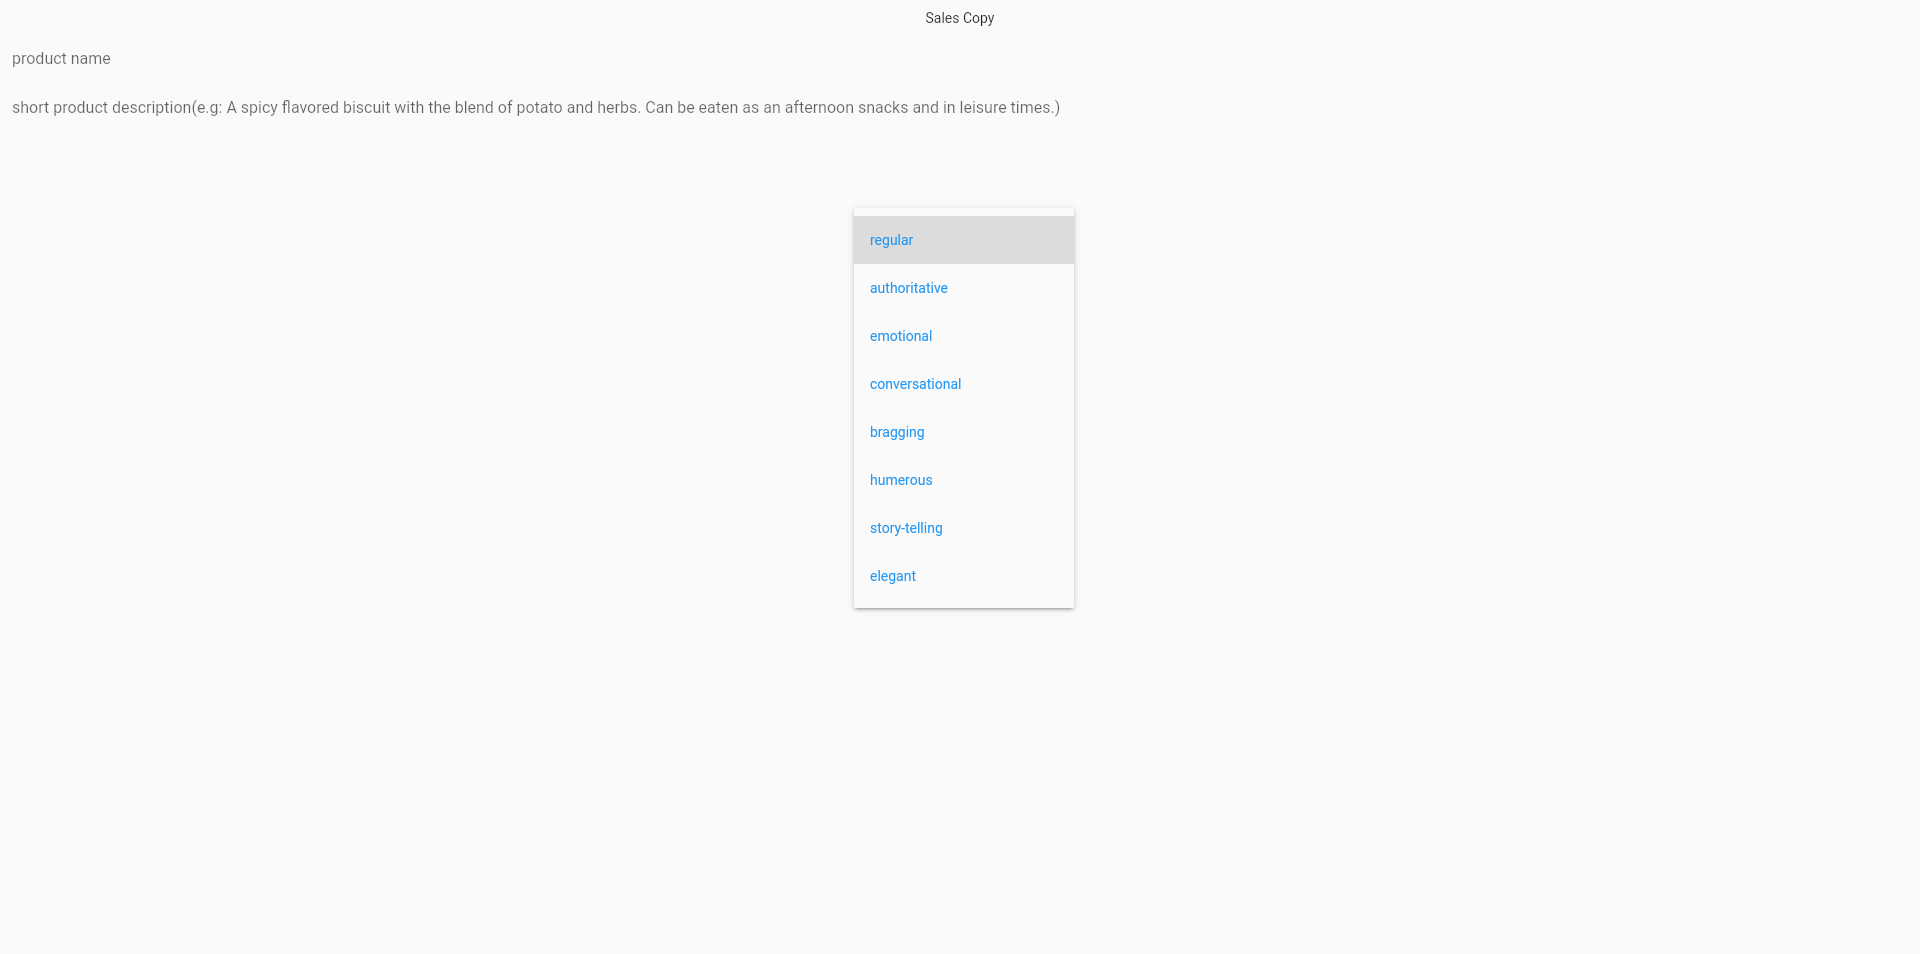 Sales Copy
product name
short product description(e.g: A spicy flavored biscuit with the blend of potato and herbs. Can be eaten as an afternoon snacks and in leisure times.)
regular
authoritative
emotional
conversational
bragging
humerous
story-telling
elegant